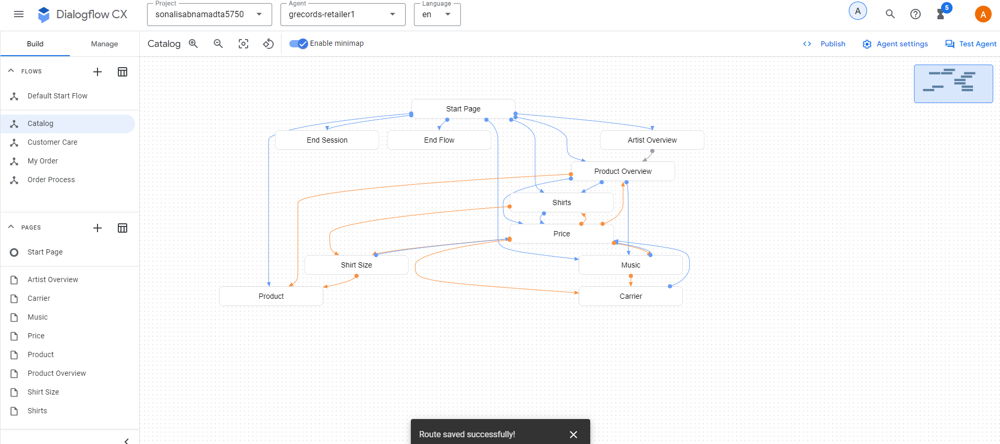 Project
Agent
Language
Dialogflow CX
sonalisabnamadta5750
grecords-retailer1
en
A
5
A
Build
Manage
Catalog
Enable minimap
Publish
Agent settings
Test Agent
FLOWS
Default Start Flow
Catalog
Customer Care
My Order
Order Process
PAGES
Start Page
Artist Overview
Carrier
Music
Price
Product
Product Overview
Shirt Size
Shirts
Start Page
End Session
End Flow
Artist Overview
Product Overview
Shirts
Price
Shirt Size
Music
Product
Carrier
Route saved successfully!